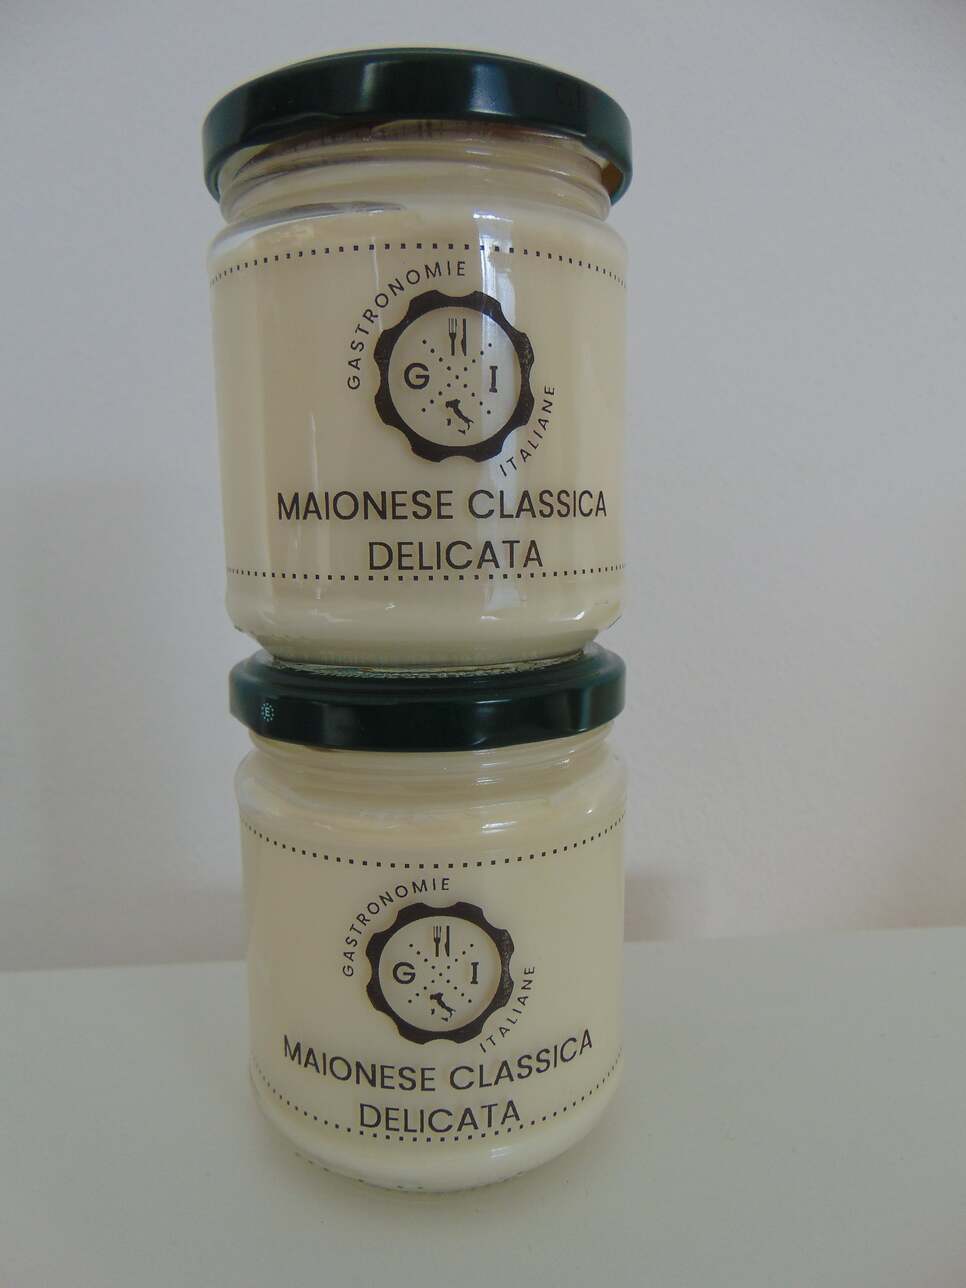 GASTRONOMIE
G I
ITALIANE
MAIONESE CLASSICA
DELICATA
E
GASTRONOMIE
G I
ITALIANE
MAIONESE CLASSICA
DELICATA